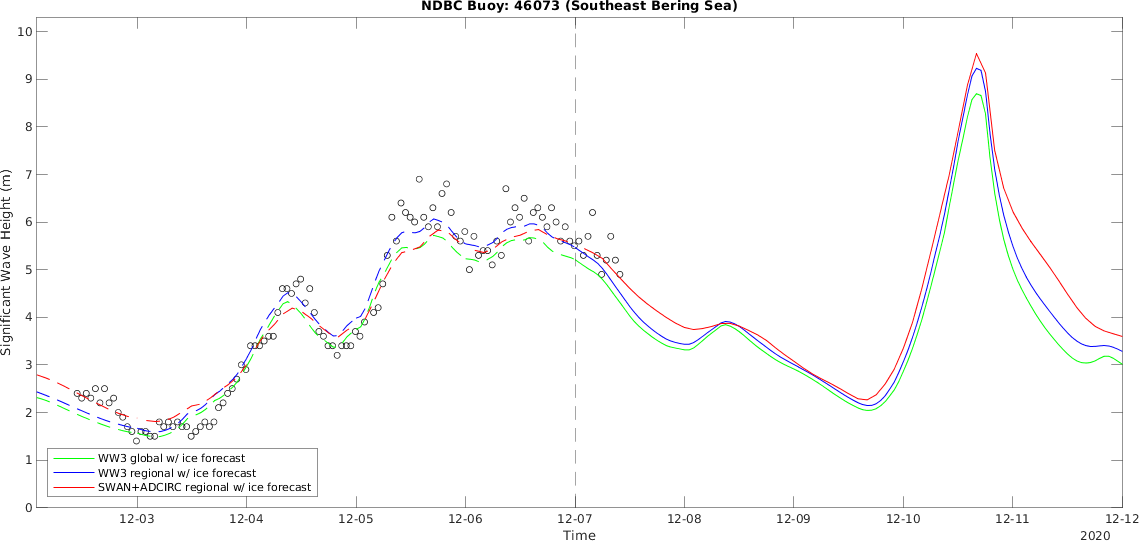 NDBC Buoy: 46073 (Southeast Bering Sea)
Significant Wave Height (m)
10
9
8
7
6
5
4
3
2
1
0
WW3 global w/ ice forecast
WW3 regional w/ ice forecast
SWAN+ADCIRC regional w/ ice forecast
12-03 12-04 12-05 12-06 12-07 12-08 12-09 12-10 12-11 12-12
Time
2020